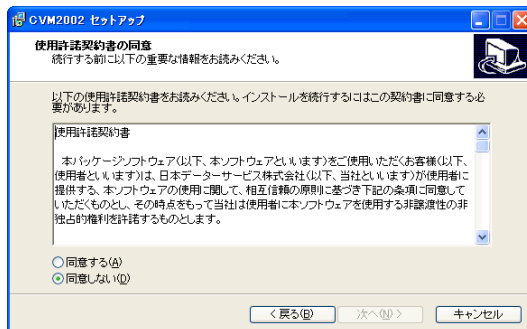 CVM2002 セットアップ
使用許諾契約書の同意
続行する前に以下の重要な情報をお読みください。
以下の使用許諾契約書をお読みください。インストールを続行するにはこの契約書に同意する必
要があります。
使用許諾契約書
本パッケージソフトウェア(以下、本ソフトウェアといいます)をご使用いただくお客様(以下、
使用者といいます)は、日本データーサービス株式会社(以下、当社といいます)が使用者に
提供する、本ソフトウェアの使用に関して、相互信頼の原則に基づき下記の条項に同意して
いただくものとし、その時点をもって当社は使用者に本ソフトウェアを使用する非譲渡性の非
独占的権利を許諾するものとします。
同意する(A)
同意しない(D)
< 戻る(B) 次へ(N) > キャンセル